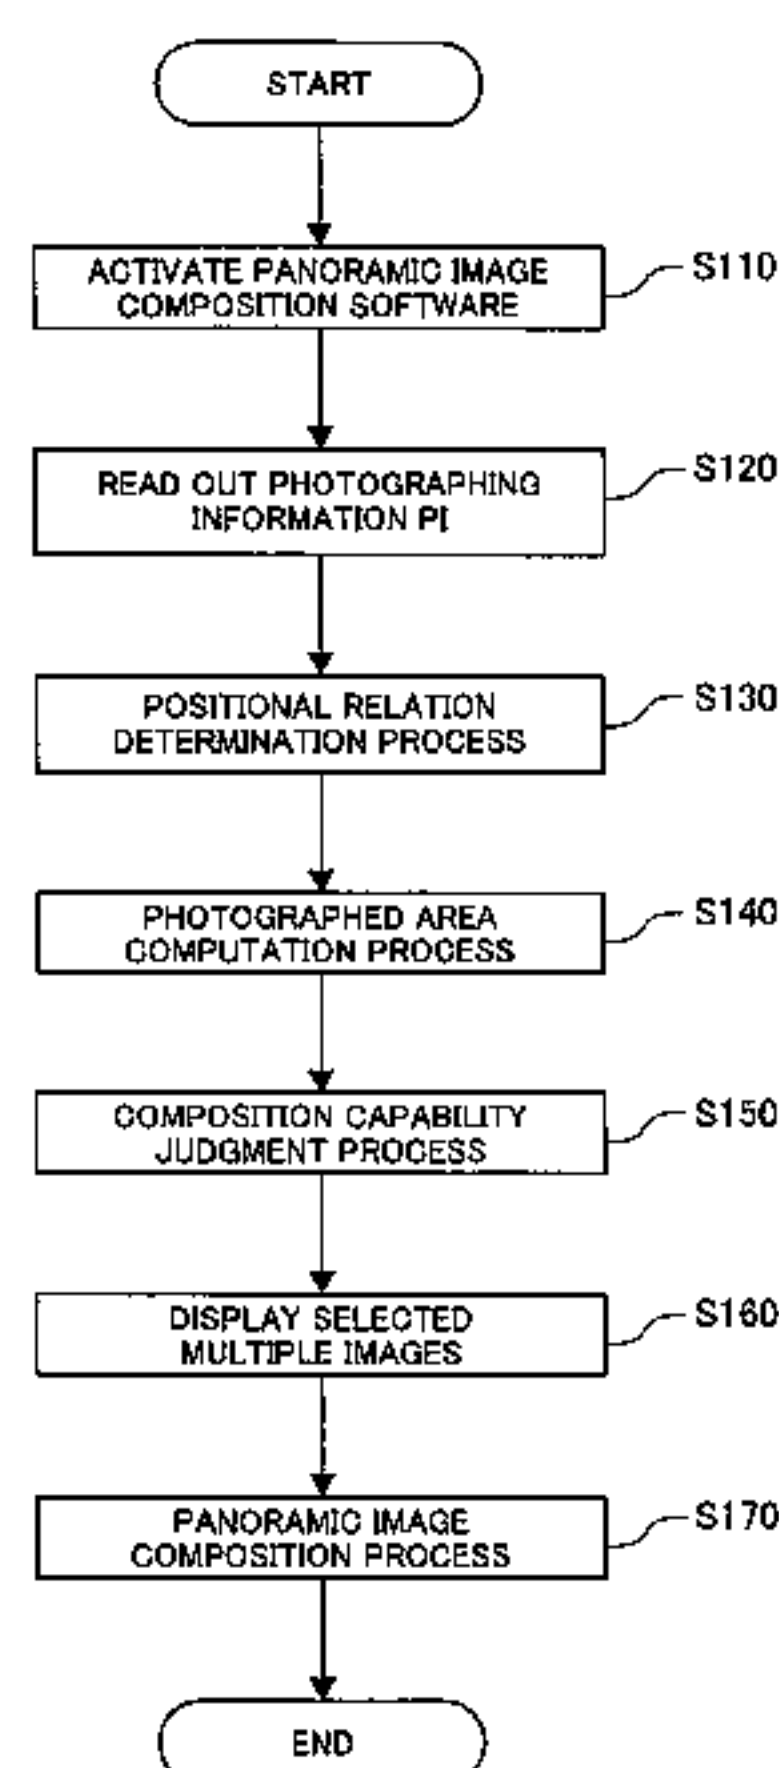 START
ACTIVATE PANORAMIC IMAGE
COMPOSITION SOFTWARE
S110
READ OUT PHOTOGRAPHING
INFORMATION PI
S120
POSITIONAL RELATION
DETERMINATION PROCESS
S130
PHOTOGRAPHED AREA
COMPUTATION PROCESS
S140
COMPOSITION CAPABILITY
JUDGMENT PROCESS
S150
DISPLAY SELECTED
MULTIPLE IMAGES
S160
PANORAMIC IMAGE
COMPOSITION PROCESS
S170
END